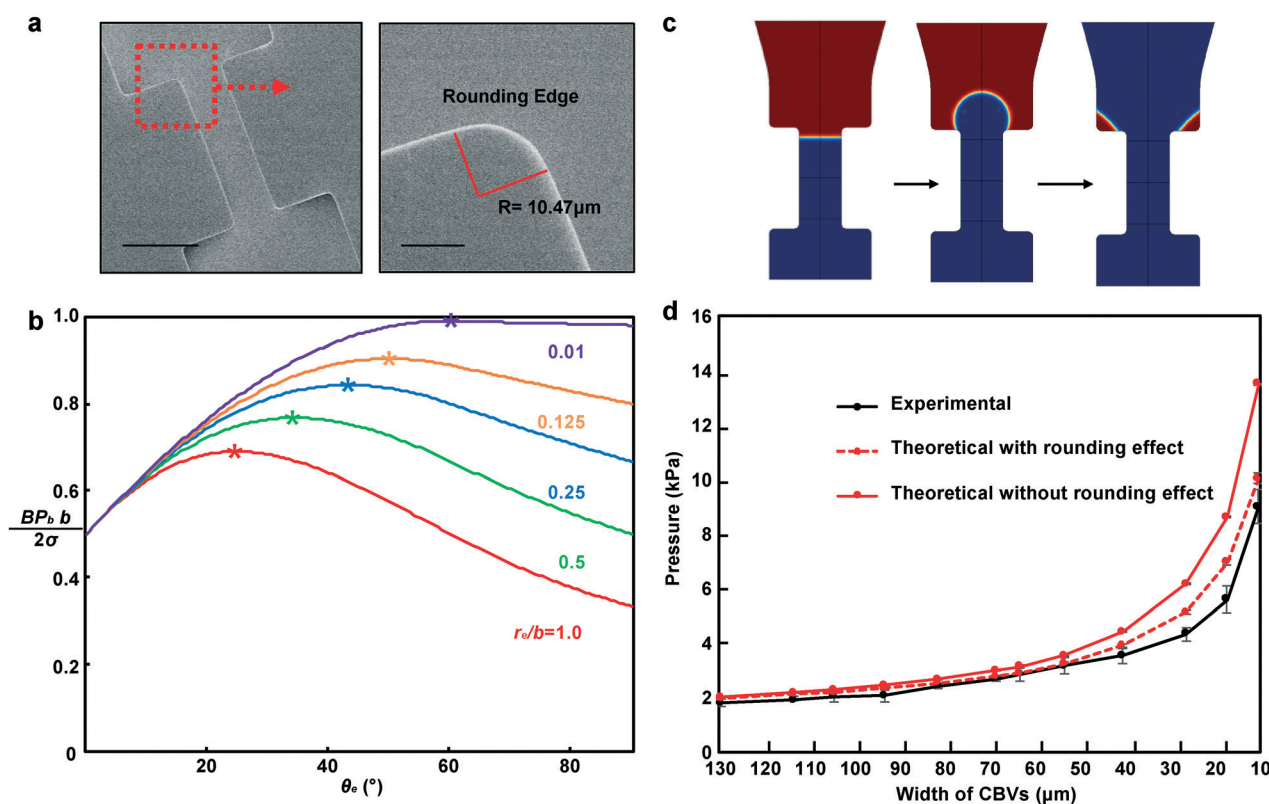 a
Rounding Edge
R= 10.47μm
c
b
1.0
0.8
0.6
0.4
0.2
0
BPb b
2σ
0.01
0.125
0.25
0.5
re/b=1.0
20
40
60
80
θe (°)
d
16
14
12
10
8
6
4
2
0
Pressure (kPa)
Experimental
Theoretical with rounding effect
Theoretical without rounding effect
130 120 110 100 90 80 70 60 50 40 30 20 10
Width of CBVs (μm)